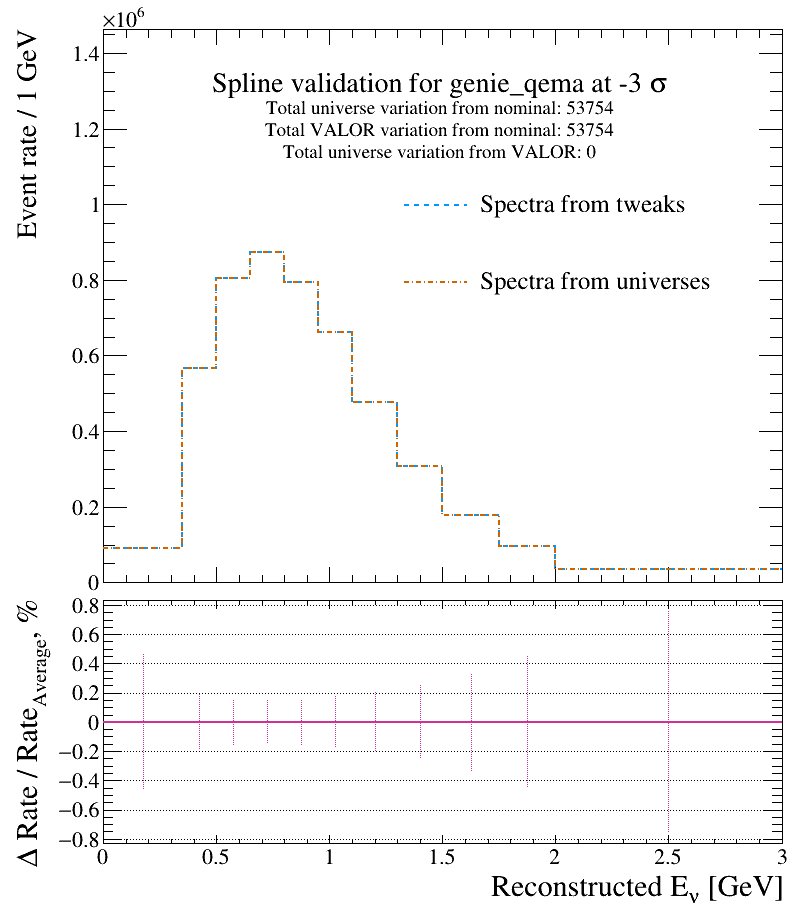 ×10⁶
Event rate / 1 GeV
1.4
1.2
1
0.8
0.6
0.4
0.2
0
Spline validation for genie_qema at -3 σ
Total universe variation from nominal: 53754
Total VALOR variation from nominal: 53754
Total universe variation from VALOR: 0
Spectra from tweaks
Spectra from universes
Δ Rate / Rate_Average, %
0.8
0.6
0.4
0.2
0
−0.2
−0.4
−0.6
−0.8
0 0.5 1 1.5 2 2.5 3
Reconstructed E_ν [GeV]